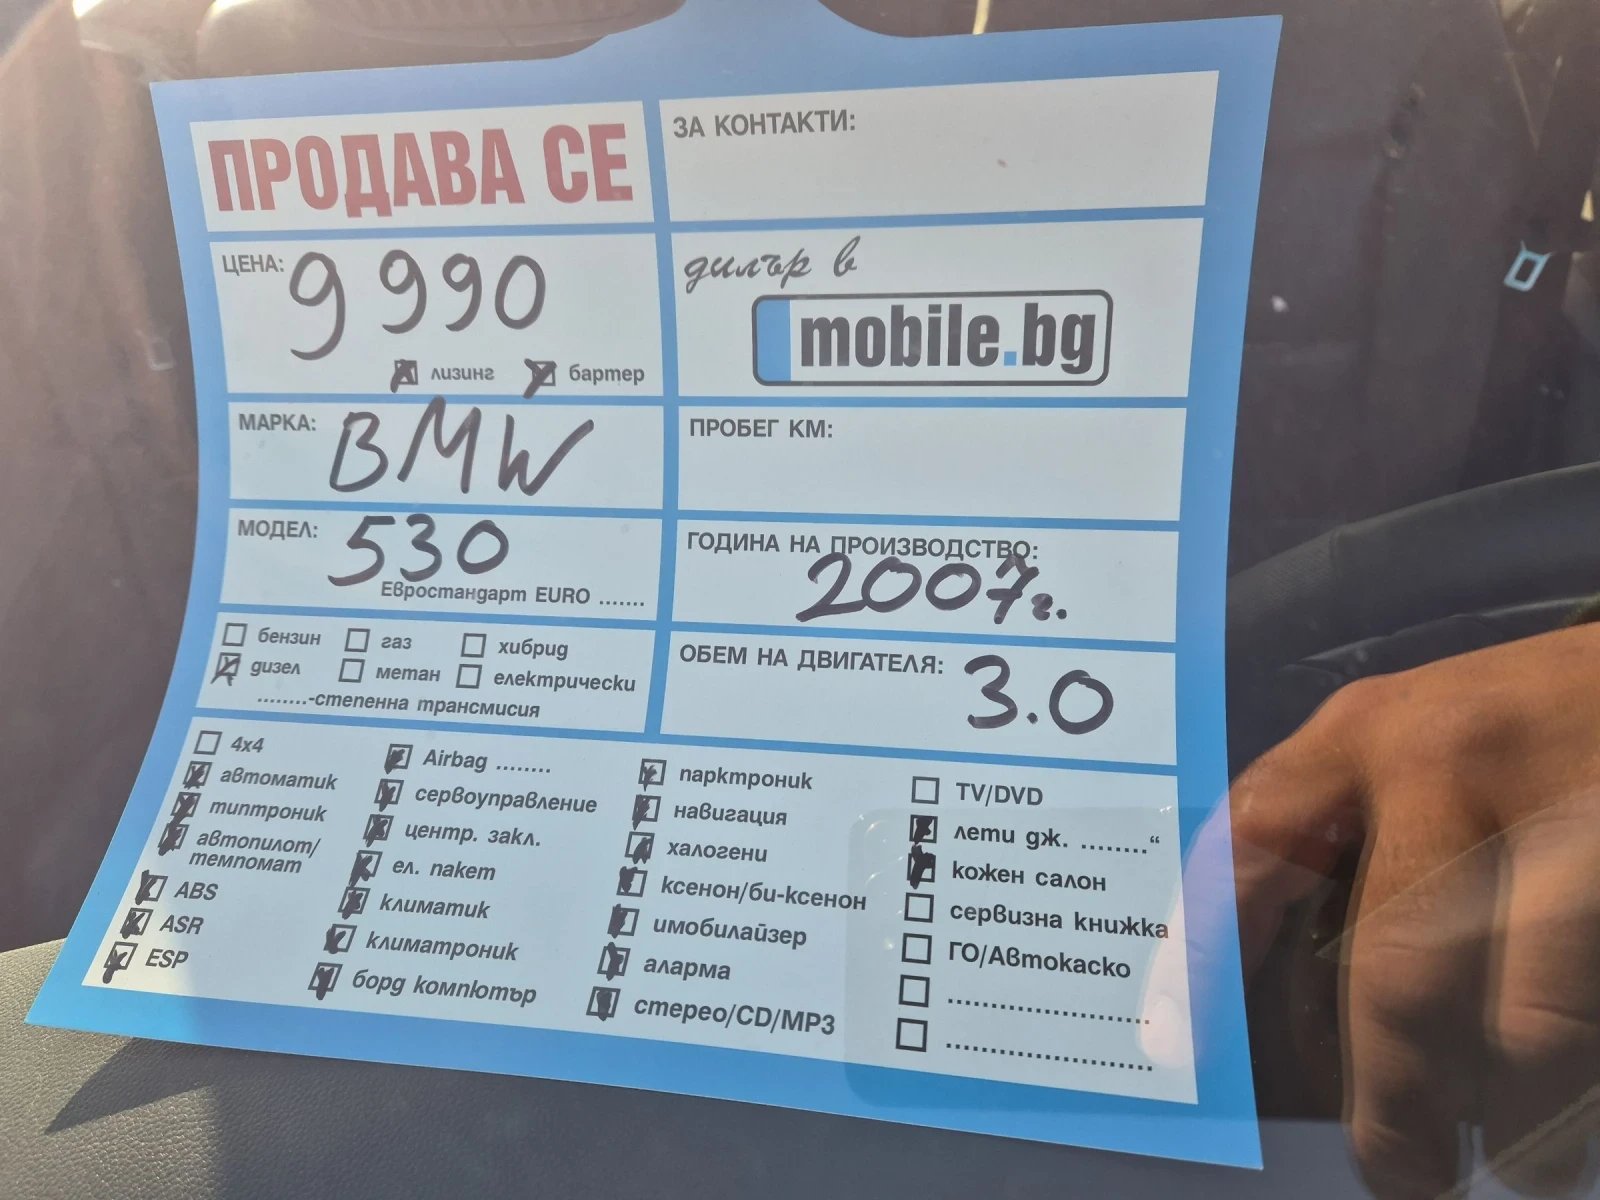 ПРОДАВА СЕ
ЦЕНА: 9 990
лизинг бартер
МАРКА: BMW
МОДЕЛ: 530
Евростандарт EURO .......
бензин газ хибрид
дизел метан електрически
........-степенна трансмисия
ЗА КОНТАКТИ:
дилър в
mobile.bg
ПРОБЕГ КМ:
ГОДИНА НА ПРОИЗВОДСТВО:
2007г.
ОБЕМ НА ДВИГАТЕЛЯ: 3.0
4x4
автоматик
типтроник
автопилот/
темпомат
ABS
ASR
ESP
Airbag ........
сервоуправление
центр. закл.
ел. пакет
климатик
климатроник
борд компютър
парктроник
навигация
халогени
ксенон/би-ксенон
имобилайзер
аларма
стерео/CD/MP3
TV/DVD
лети дж. ........“
кожен салон
сервизна книжка
ГО/Автокаско
........................
........................